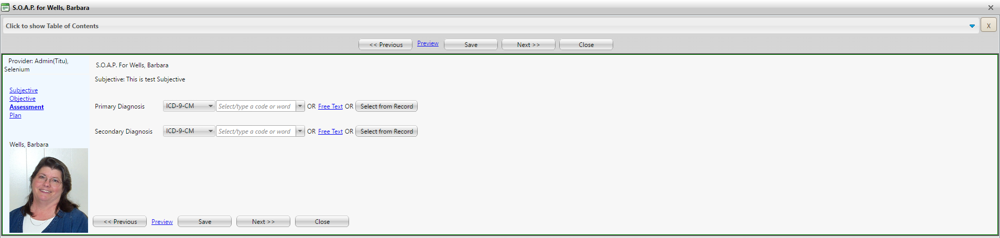 S.O.A.P. for Wells, Barbara
Click to show Table of Contents
X
<< Previous Preview Save Next >> Close
Provider: Admin(Titu),
Selenium
Subjective
Objective
Assessment
Plan
Wells, Barbara
S.O.A.P. For Wells, Barbara
Subjective: This is test Subjective
Primary Diagnosis ICD-9-CM Select/type a code or word OR Free Text OR Select from Record
Secondary Diagnosis ICD-9-CM Select/type a code or word OR Free Text OR Select from Record
<< Previous Preview Save Next >> Close